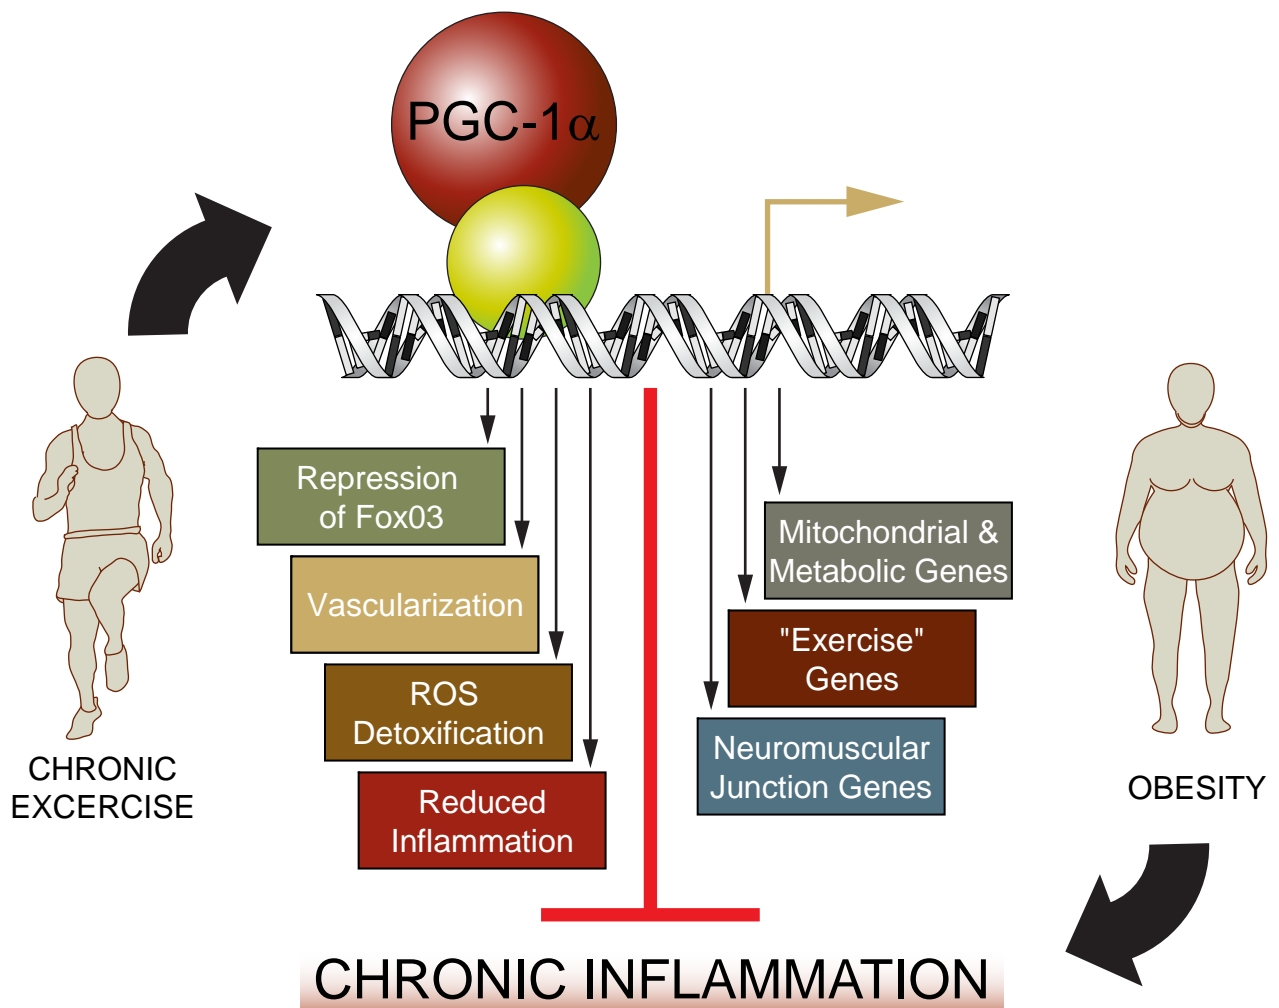 PGC-1α
Repression
of Fox03
Vascularization
ROS
Detoxification
Reduced
Inflammation
Mitochondrial &
Metabolic Genes
"Exercise"
Genes
Neuromuscular
Junction Genes
CHRONIC
EXCERCISE
OBESITY
CHRONIC INFLAMMATION